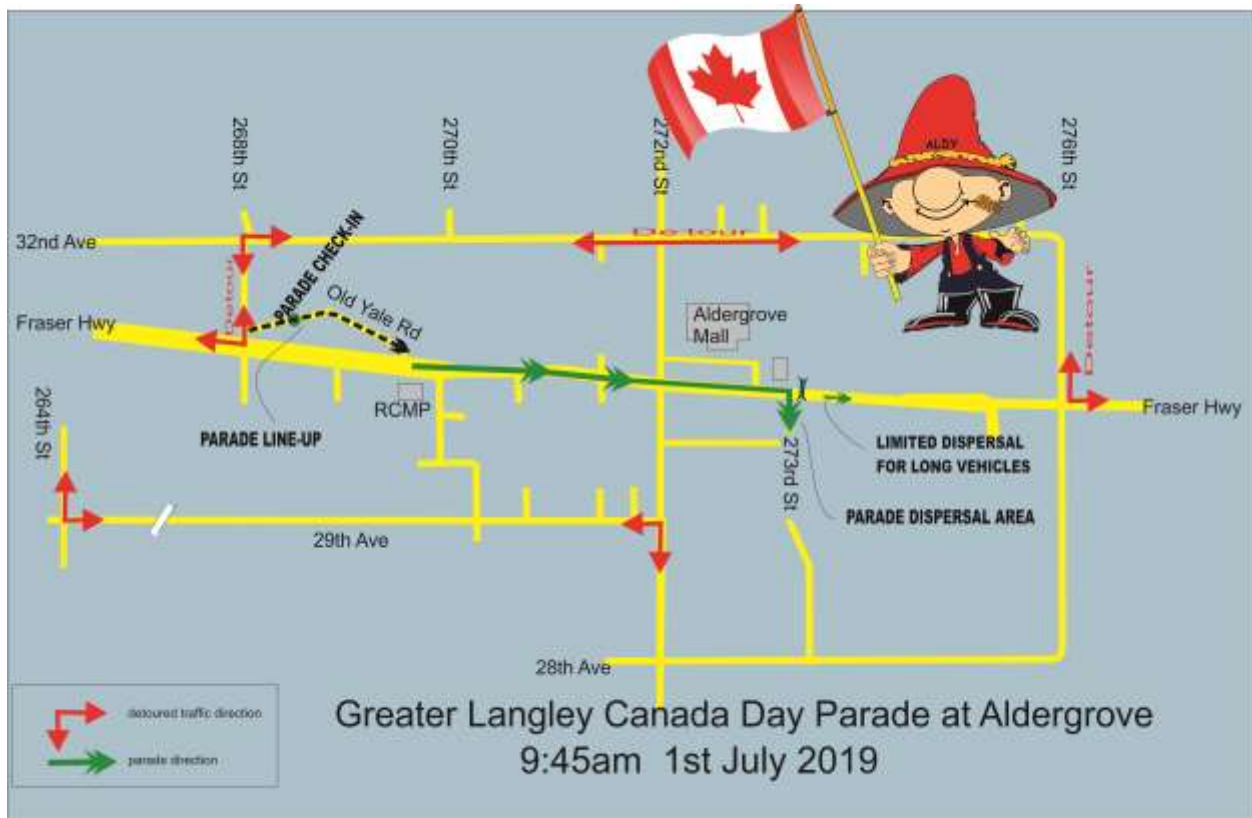 268th St
270th St
272nd St
276th St
ALDY
32nd Ave
PARADE CHECK-IN
Detour
Detour
Old Yale Rd
Fraser Hwy
Aldergrove
Mall
Detour
264th St
RCMP
PARADE LINE-UP
Fraser Hwy
LIMITED DISPERSAL
FOR LONG VEHICLES
273rd St
PARADE DISPERSAL AREA
29th Ave
28th Ave
detoured traffic direction
parade direction
Greater Langley Canada Day Parade at Aldergrove
9:45am 1st July 2019